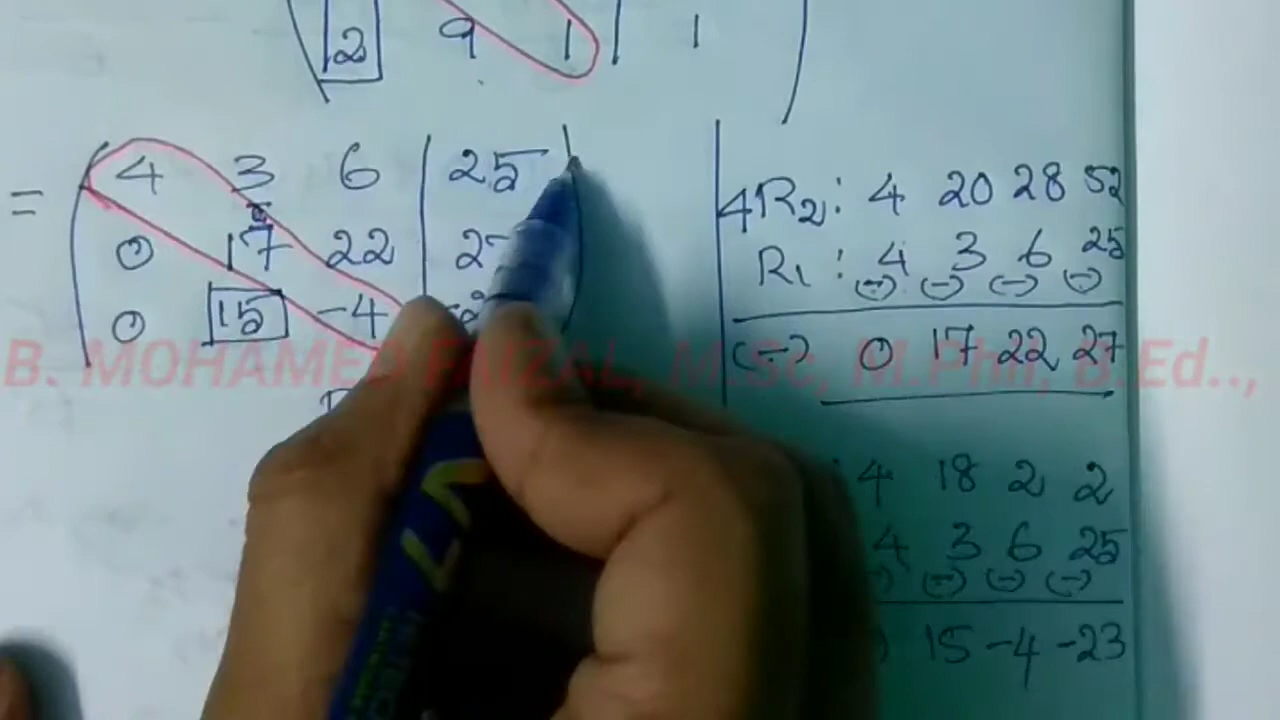 2 9 1 | 1
= 4 3 6 | 25
0 17 22
0 15 -4
4R2: 4 20 28 52
R1: 4 3 6 25
(-) (-) (-) (-)
(-) 0 17 22 27
4 18 2 2
4 3 6 25
(-) (-) (-)
15 -4 -23
B. MOHAMED FAIZAL, M.Sc, M.Phil, B.Ed..,